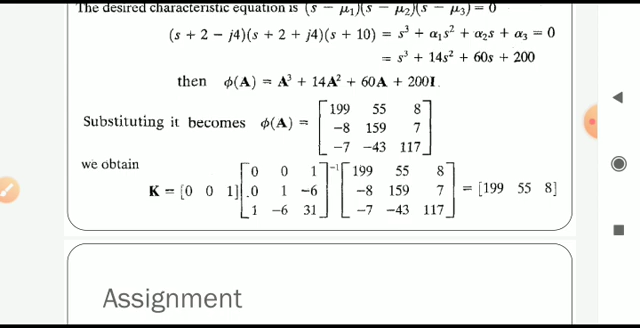 The desired characteristic equation is (s − μ₁)(s − μ₂)(s − μ₃) = 0
(s + 2 − j4)(s + 2 + j4)(s + 10) = s³ + α₁s² + α₂s + α₃ = 0
= s³ + 14s² + 60s + 200
then ϕ(A) = A³ + 14A² + 60A + 200I.
Substituting it becomes ϕ(A) = [199 55 8
−8 159 7
−7 −43 117]
we obtain
K = [0 0 1] [0 0 1
0 1 −6
1 −6 31]⁻¹ [199 55 8
−8 159 7
−7 −43 117] = [199 55 8]
Assignment